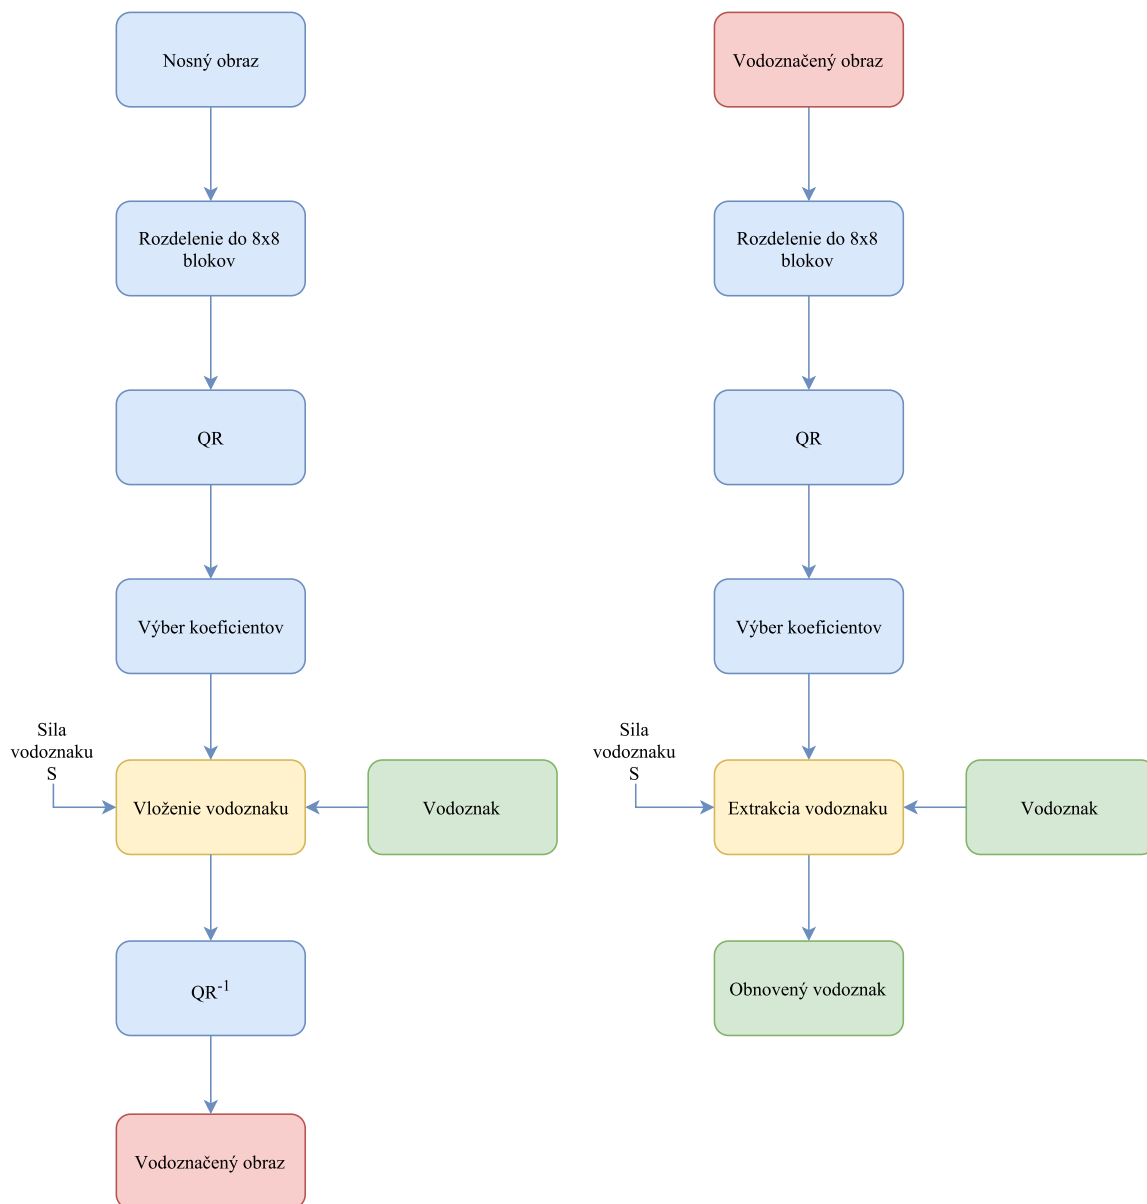 Nosný obraz
Rozdelenie do 8x8
blokov
QR
Výber koeficientov
Sila
vodoznaku
S
Vloženie vodoznaku
Vodoznak
QR⁻¹
Vodoznačený obraz
Vodoznačený obraz
Rozdelenie do 8x8
blokov
QR
Výber koeficientov
Sila
vodoznaku
S
Extrakcia vodoznaku
Vodoznak
Obnovený vodoznak